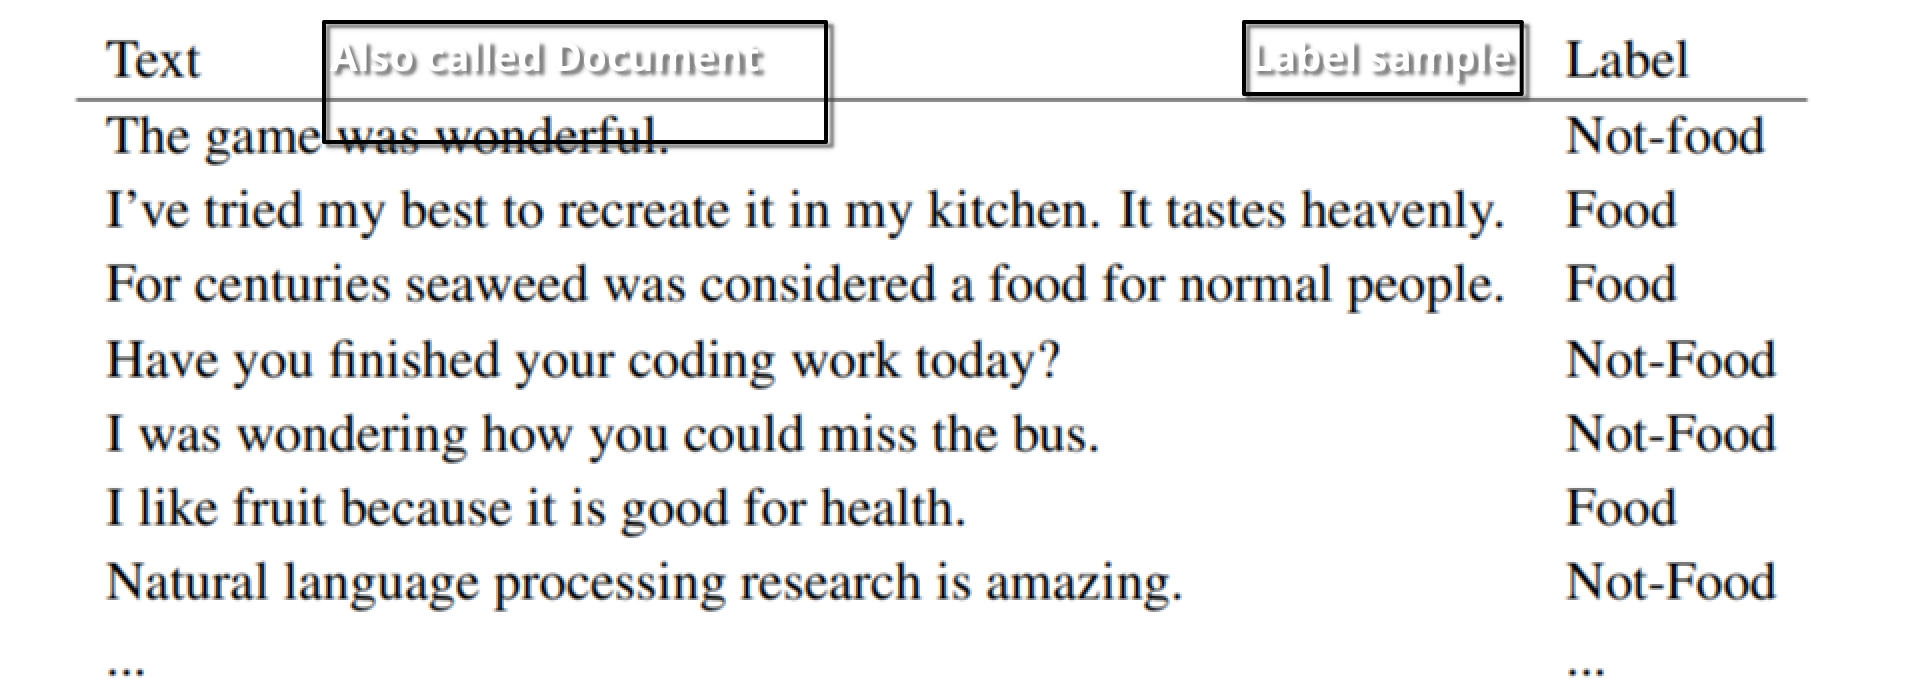 Text Also called Document Label sample Label
The game was wonderful. Not-food
I’ve tried my best to recreate it in my kitchen. It tastes heavenly. Food
For centuries seaweed was considered a food for normal people. Food
Have you finished your coding work today? Not-Food
I was wondering how you could miss the bus. Not-Food
I like fruit because it is good for health. Food
Natural language processing research is amazing. Not-Food
... ...